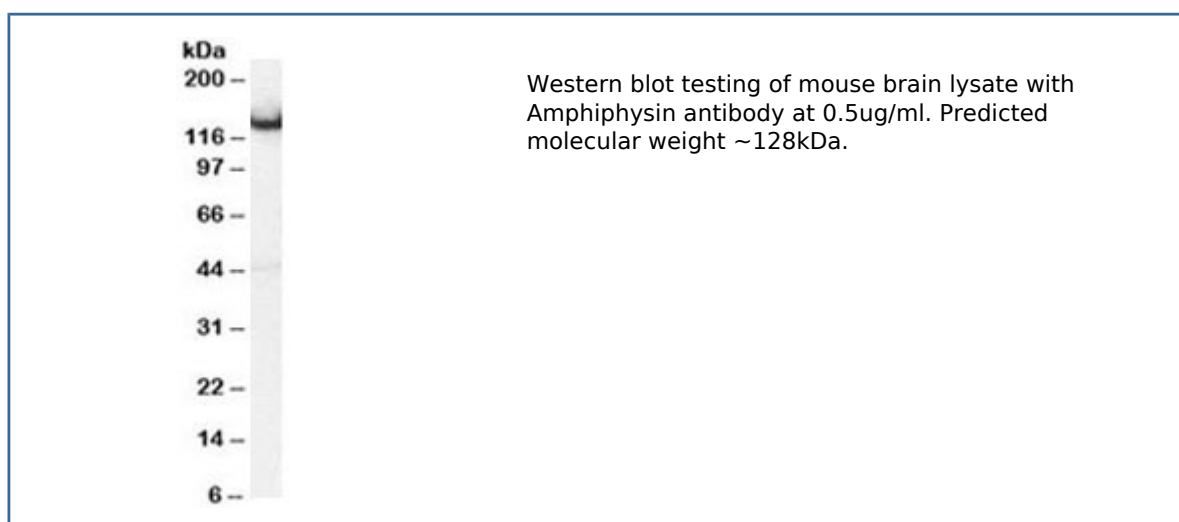 kDa
200 –
116 –
97 –
66 –
44 –
31 –
22 –
14 –
6 –
Western blot testing of mouse brain lysate with
Amphiphysin antibody at 0.5ug/ml. Predicted
molecular weight ~128kDa.